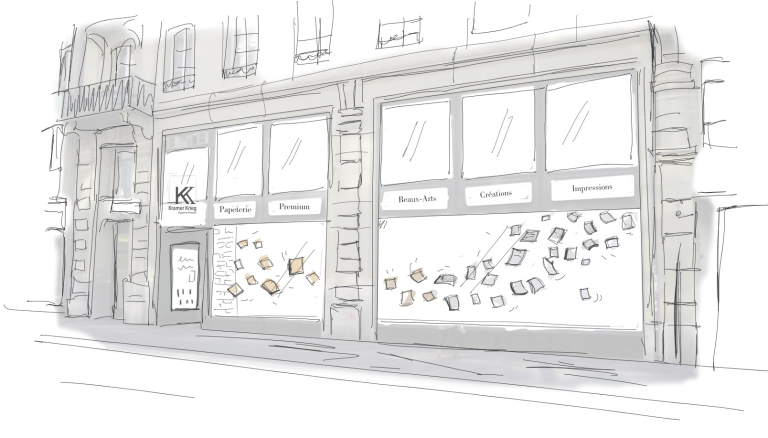 KK
Kramer Krieg
Papeterie
Premium
Beaux-Arts
Créations
Impressions